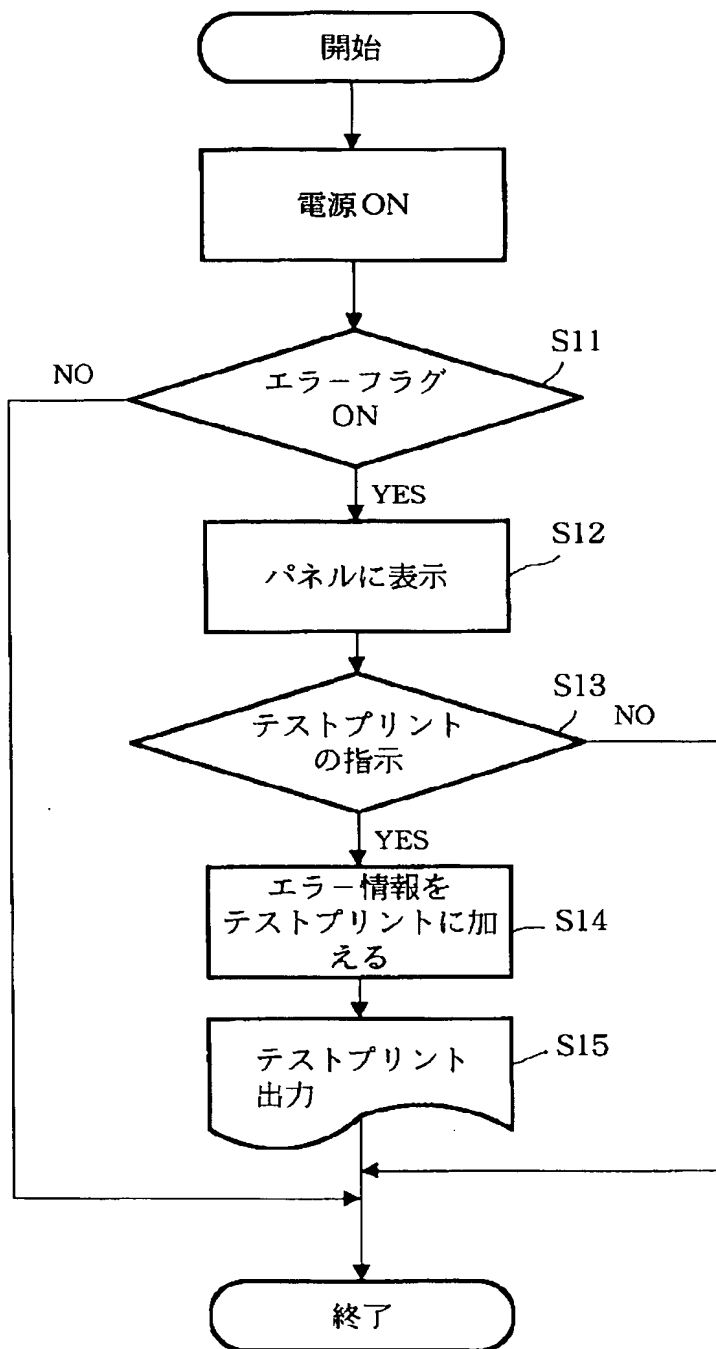 開始
電源ON
S11
NO
エラーフラグ
ON
YES
S12
パネルに表示
S13
NO
テストプリント
の指示
YES
エラー情報を
テストプリントに加
える
S14
テストプリント
出力
S15
終了